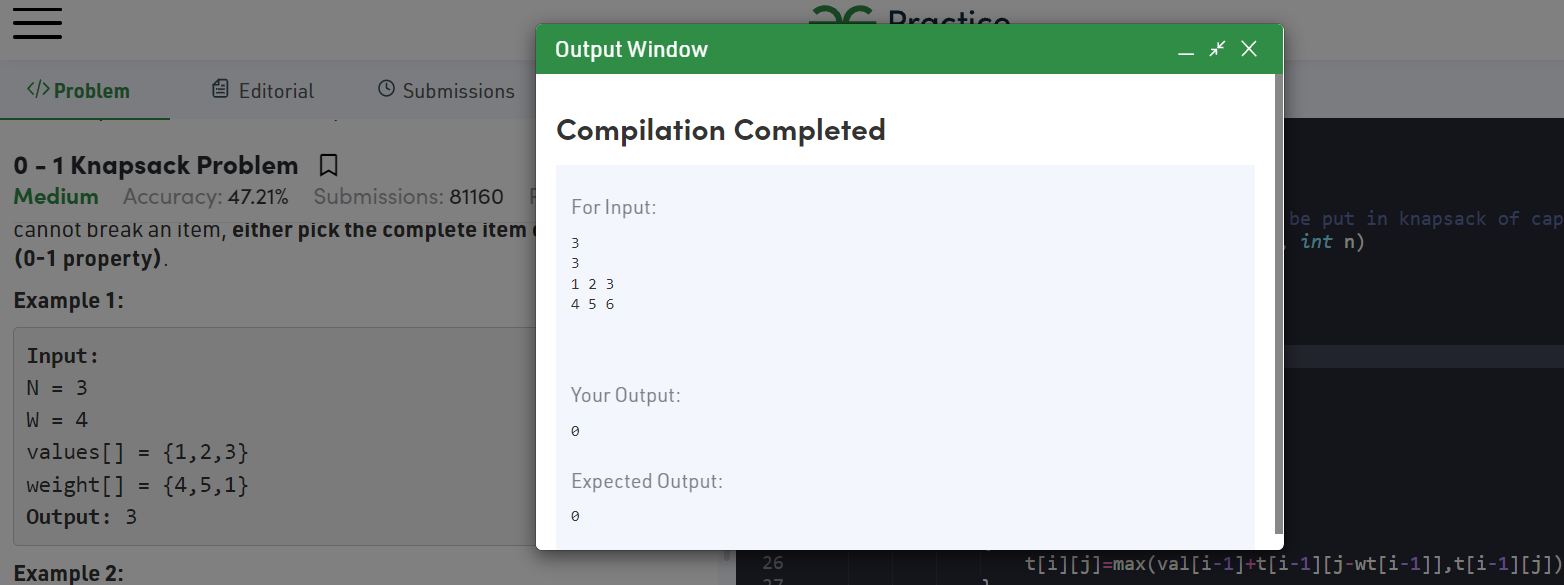 Practice
Output Window
Problem
Editorial
Submissions
Compilation Completed
0 - 1 Knapsack Problem
Medium Accuracy: 47.21% Submissions: 81160
For Input:
cannot break an item, either pick the complete item
(0-1 property).
be put in knapsack of cap
int n)
3
3
1 2 3
4 5 6
Example 1:
Input:
N = 3
W = 4
values[] = {1,2,3}
weight[] = {4,5,1}
Output: 3
Your Output:
0
Expected Output:
0
26 t[i][j]=max(val[i-1]+t[i-1][j-wt[i-1]],t[i-1][j])
27 }
Example 2: